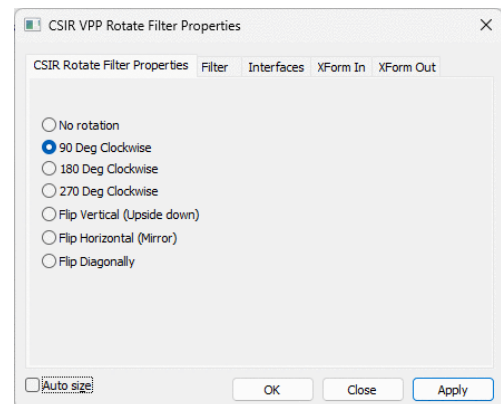 CSIR VPP Rotate Filter Properties
CSIR Rotate Filter Properties Filter Interfaces XForm In XForm Out
No rotation
90 Deg Clockwise
180 Deg Clockwise
270 Deg Clockwise
Flip Vertical (Upside down)
Flip Horizontal (Mirror)
Flip Diagonally
Auto size OK Close Apply